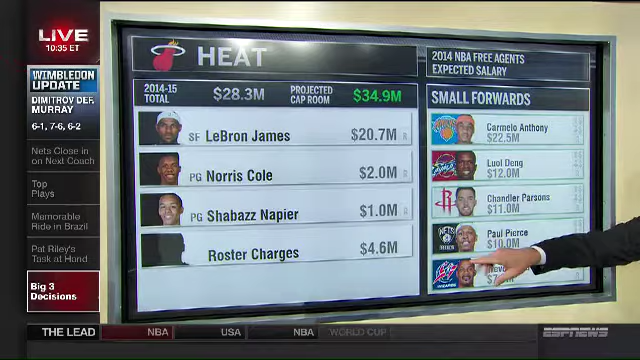 LIVE
10:35 ET
WIMBLEDON
UPDATE
DIMITROV DEF.
MURRAY
6-1, 7-6, 6-2
Nets Close in
on Next Coach
Top
Plays
Memorable
Ride in Brazil
Pat Riley's
Task at Hand
Big 3
Decisions
HEAT
2014-15
TOTAL
$28.3M
PROJECTED
CAP ROOM
$34.9M
SF LeBron James $20.7M
PG Norris Cole $2.0M
PG Shabazz Napier $1.0M
Roster Charges $4.6M
2014 NBA FREE AGENTS
EXPECTED SALARY
SMALL FORWARDS
Carmelo Anthony
$22.5M
Luol Deng
$12.0M
Chandler Parsons
$11.0M
NETS
Paul Pierce
$10.0M
WIZARDS
THE LEAD
NBA
USA
NBA
WORLD CUP
ESPNEWS